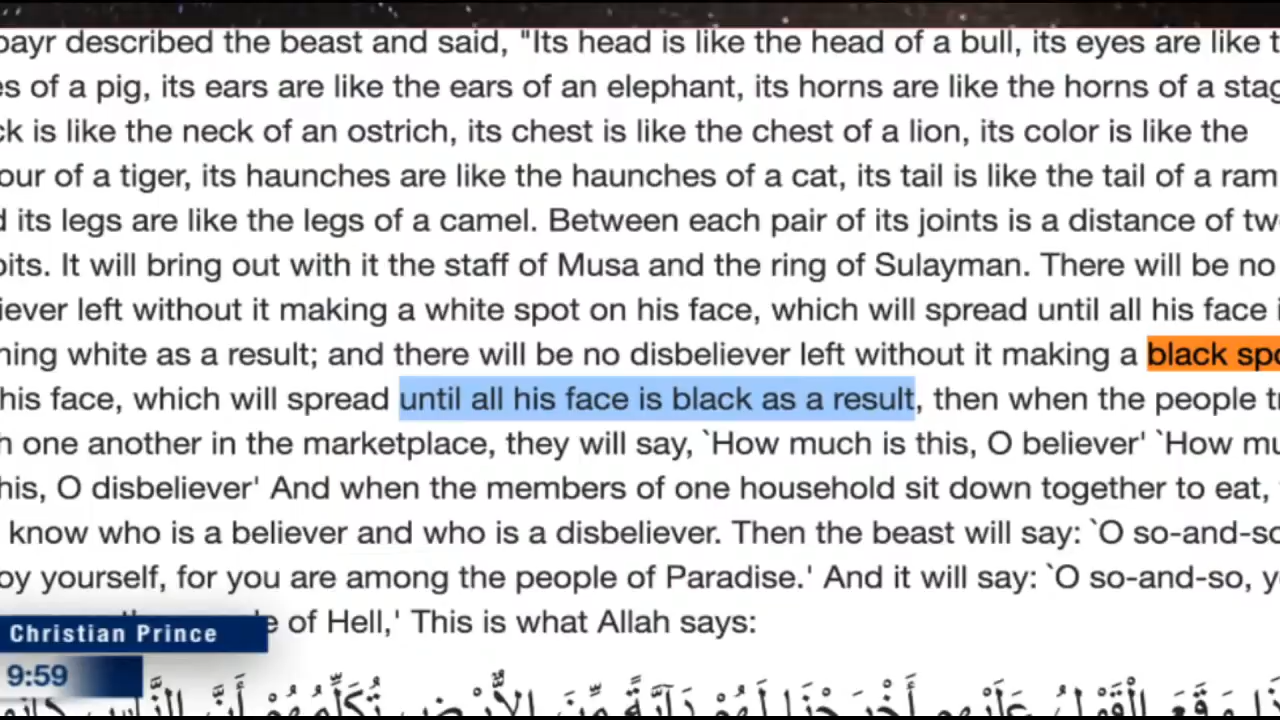 bayr described the beast and said, "Its head is like the head of a bull, its eyes are like t
es of a pig, its ears are like the ears of an elephant, its horns are like the horns of a stag
ck is like the neck of an ostrich, its chest is like the chest of a lion, its color is like the
our of a tiger, its haunches are like the haunches of a cat, its tail is like the tail of a ram
d its legs are like the legs of a camel. Between each pair of its joints is a distance of tw
bits. It will bring out with it the staff of Musa and the ring of Sulayman. There will be no
iever left without it making a white spot on his face, which will spread until all his face i
ning white as a result; and there will be no disbeliever left without it making a black spo
his face, which will spread until all his face is black as a result, then when the people tr
h one another in the marketplace, they will say, `How much is this, O believer' `How mu
his, O disbeliever' And when the members of one household sit down together to eat,
know who is a believer and who is a disbeliever. Then the beast will say: `O so-and-so
oy yourself, for you are among the people of Paradise.' And it will say: `O so-and-so, y
e of Hell,' This is what Allah says:
Christian Prince
9:59
وَقَعَ الْقَوْلُ عَلَيْهِم أَخْرَجْنَا لَهُمْ دَآبَّةً مِّنَ الاٌّرْضِ تُكَلِّمُهُمْ أَنَّ النَّاسَ